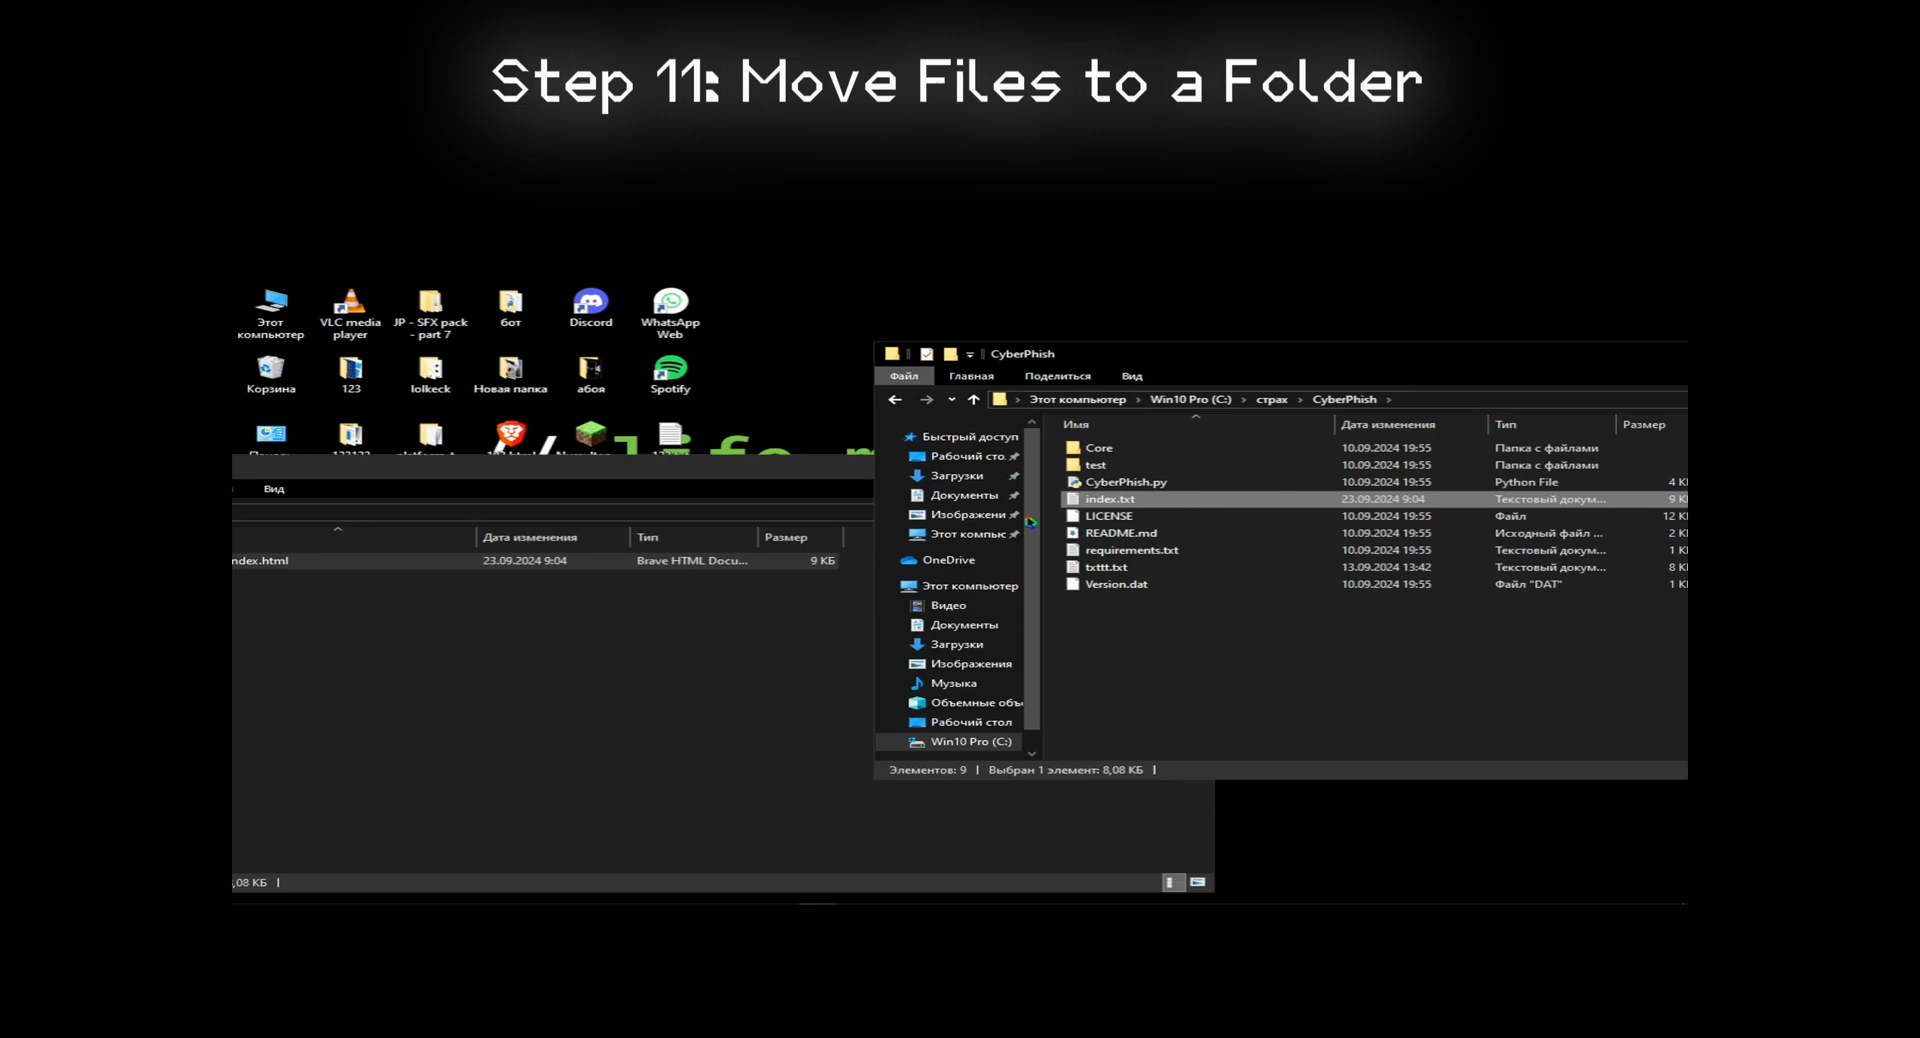 Step 11: Move Files to a Folder
Этот компьютер
VLC media player
JP - SFX pack - part 7
бот
Discord
WhatsApp Web
Корзина
123
lolkeck
Новая папка
абоя
Spotify
Вид
Дата изменения Тип Размер
ndex.html 23.09.2024 9:04 Brave HTML Docu... 9 КБ
,08 КБ
CyberPhish
Файл Главная Поделиться Вид
Этот компьютер › Win10 Pro (C:) › страх › CyberPhish ›
Быстрый доступ
Рабочий сто.
Загрузки
Документы
Изображени
Этот компьс
OneDrive
Этот компьютер
Видео
Документы
Загрузки
Изображения
Музыка
Объемные объ
Рабочий стол
Win10 Pro (C:)
Имя Дата изменения Тип Размер
Core 10.09.2024 19:55 Папка с файлами
test 10.09.2024 19:55 Папка с файлами
CyberPhish.py 10.09.2024 19:55 Python File 4 К
index.txt 23.09.2024 9:04 Текстовый докум... 9 К
LICENSE 10.09.2024 19:55 Файл 12 К
README.md 10.09.2024 19:55 Исходный файл ... 2 К
requirements.txt 10.09.2024 19:55 Текстовый докум... 1 К
txttt.txt 13.09.2024 13:42 Текстовый докум... 8 К
Version.dat 10.09.2024 19:55 Файл "DAT" 1 К
Элементов: 9 | Выбран 1 элемент: 8,08 КБ |